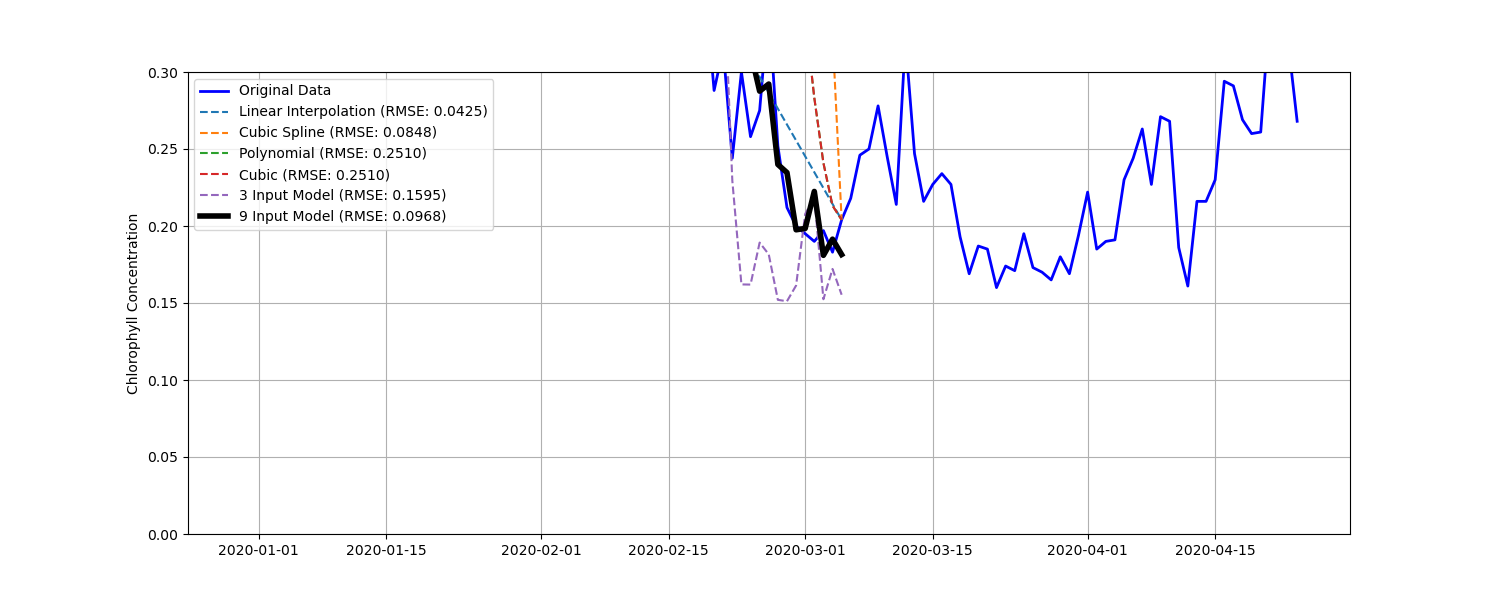 0.30
0.25
0.20
0.15
0.10
0.05
0.00
Chlorophyll Concentration
Original Data
Linear Interpolation (RMSE: 0.0425)
Cubic Spline (RMSE: 0.0848)
Polynomial (RMSE: 0.2510)
Cubic (RMSE: 0.2510)
3 Input Model (RMSE: 0.1595)
9 Input Model (RMSE: 0.0968)
2020-01-01 2020-01-15 2020-02-01 2020-02-15 2020-03-01 2020-03-15 2020-04-01 2020-04-15